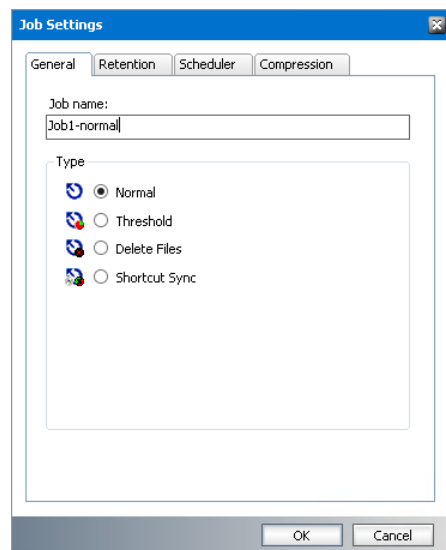 Job Settings
General Retention Scheduler Compression
Job name:
Job1-normal
Type
Normal
Threshold
Delete Files
Shortcut Sync
OK Cancel